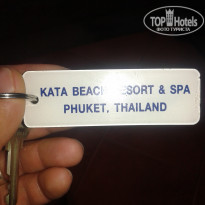 TOP HOTELS
ФОТО ТУРИСТА
KATA BEACH RESORT & SPA
PHUKET, THAILAND